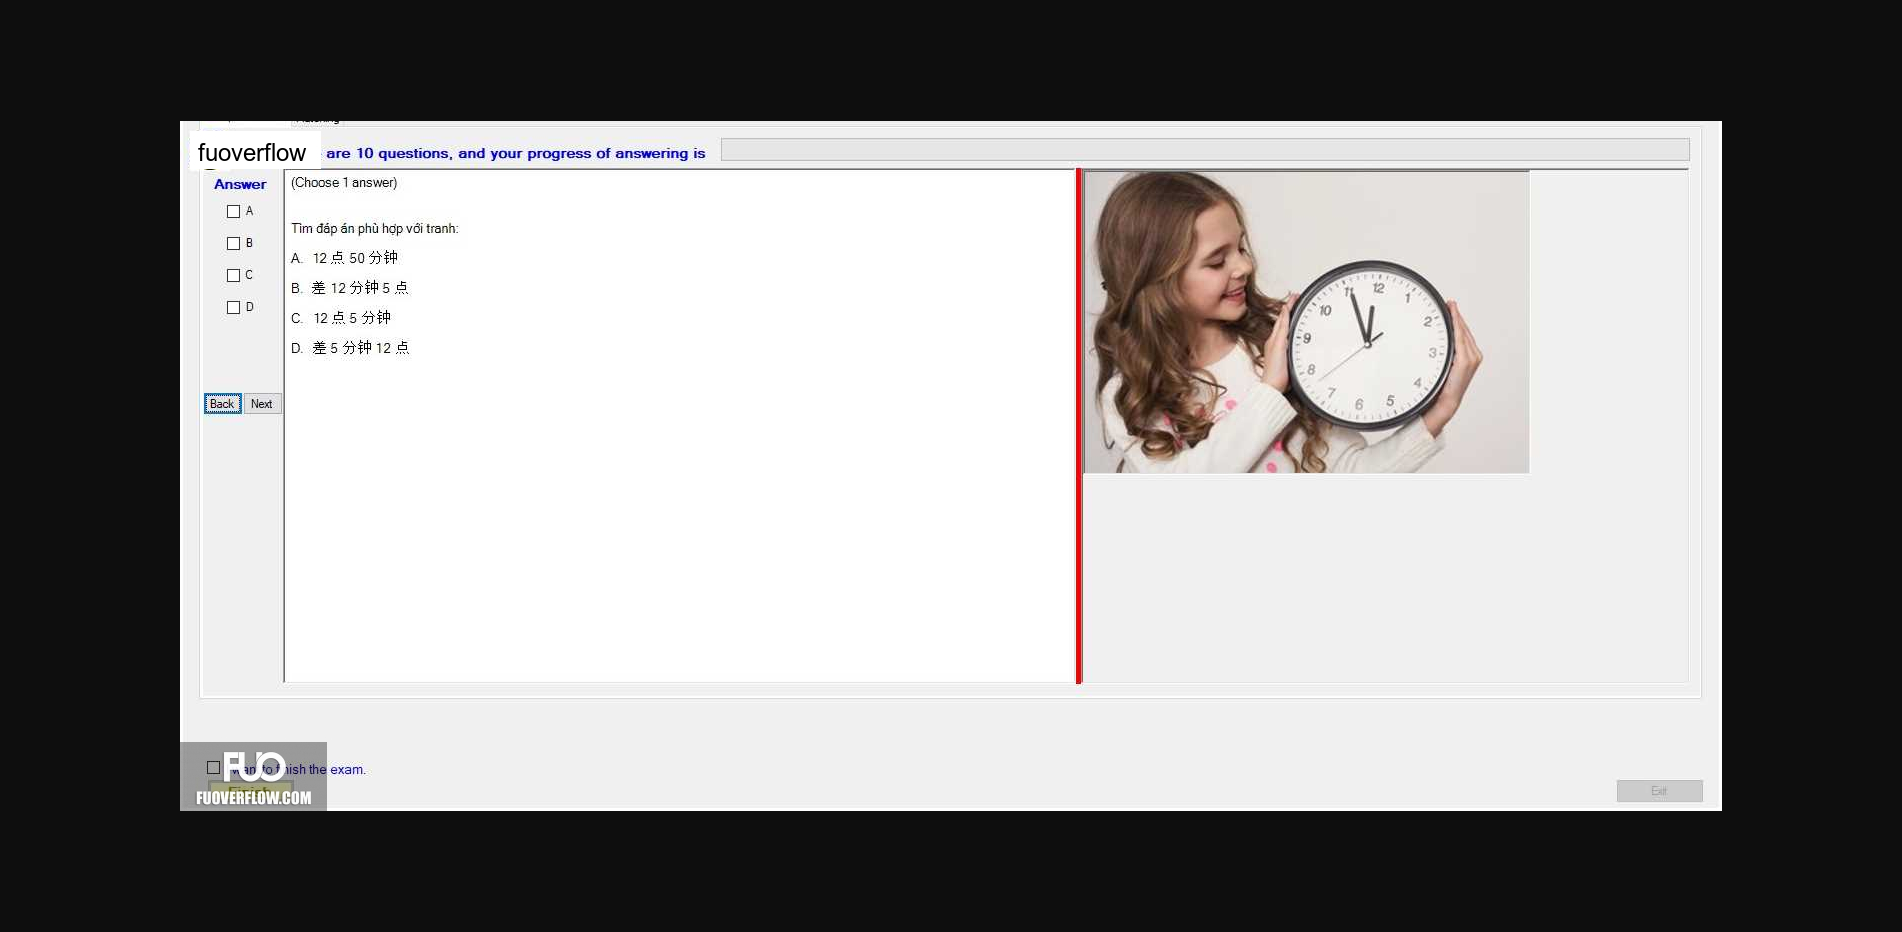 fuoverflow are 10 questions, and your progress of answering is
Answer
A
B
C
D
Back Next
(Choose 1 answer)
Tìm đáp án phù hợp với tranh:
A. 12 点 50 分钟
B. 差 12 分钟 5 点
C. 12 点 5 分钟
D. 差 5 分钟 12 点
12
1
2
3
4
5
6
7
8
9
10
11
FUO
to finish the exam.
Finish
FUOVERFLOW.COM
Exit